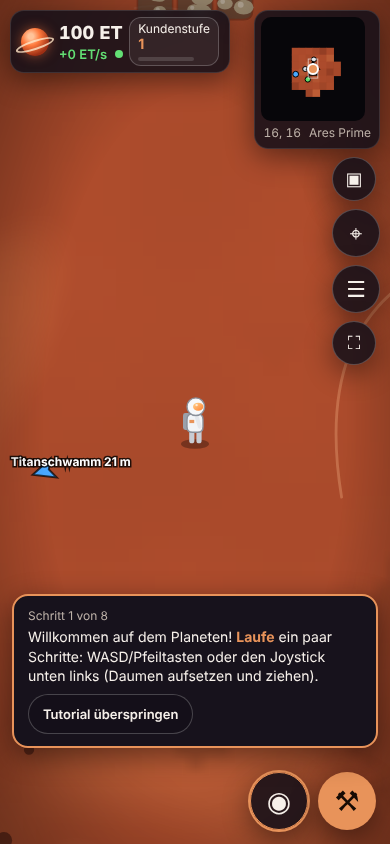 100 ET
+0 ET/s
Kundenstufe
1
16, 16 Ares Prime
Titanschwamm 21 m
Schritt 1 von 8
Willkommen auf dem Planeten! Laufe ein paar
Schritte: WASD/Pfeiltasten oder den Joystick
unten links (Daumen aufsetzen und ziehen).
Tutorial überspringen